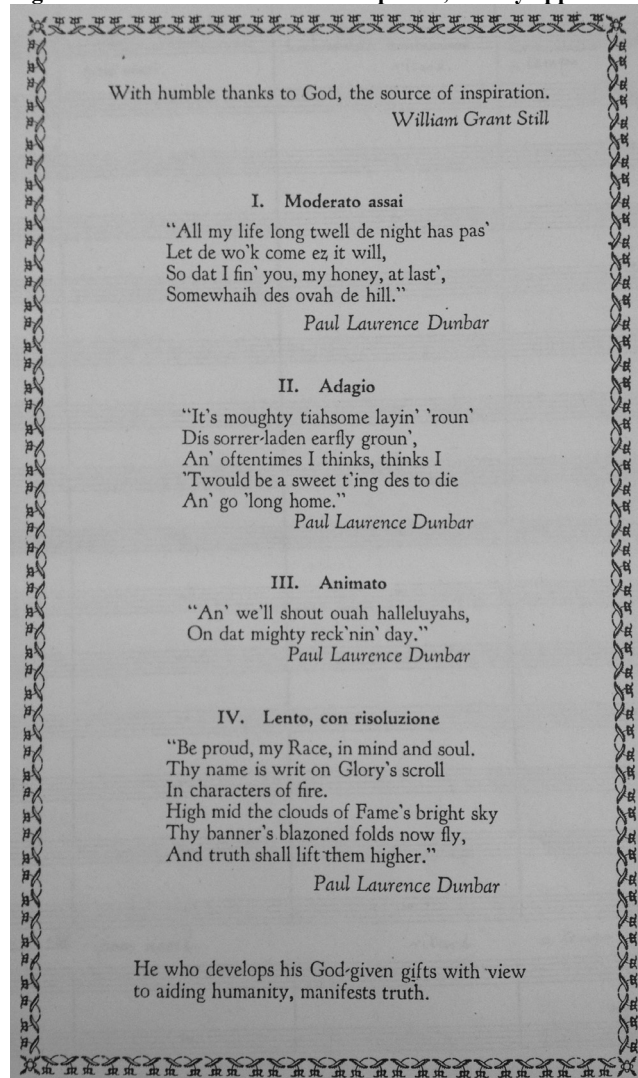 With humble thanks to God, the source of inspiration.
William Grant Still
I. Moderato assai
“All my life long twell de night has pas'
Let de wo'k come ez it will,
So dat I fin' you, my honey, at last',
Somewhaih des ovah de hill.”
Paul Laurence Dunbar
II. Adagio
“It's moughty tiahsome layin' 'roun'
Dis sorrer-laden earfly groun',
An' oftentimes I thinks, thinks I
'Twould be a sweet t'ing des to die
An' go 'long home.”
Paul Laurence Dunbar
III. Animato
“An' we'll shout ouah halleluyahs,
On dat mighty reck'nin' day.”
Paul Laurence Dunbar
IV. Lento, con risoluzione
“Be proud, my Race, in mind and soul.
Thy name is writ on Glory's scroll
In characters of fire.
High mid the clouds of Fame's bright sky
Thy banner's blazoned folds now fly,
And truth shall lift them higher.”
Paul Laurence Dunbar
He who develops his God-given gifts with view
to aiding humanity, manifests truth.